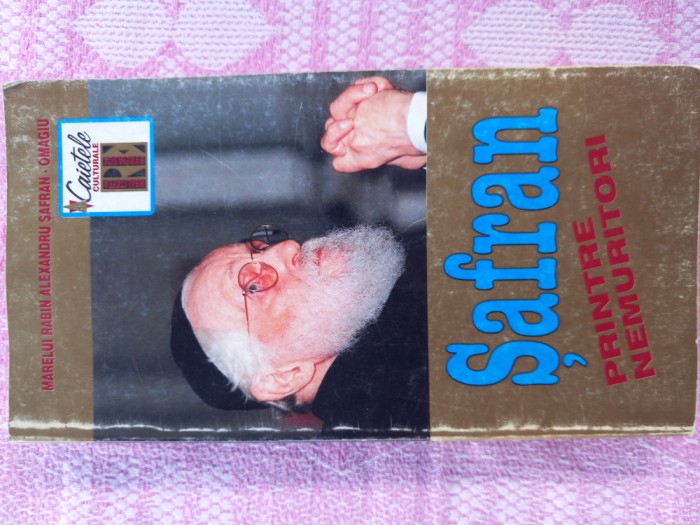 MARELUI RABIN ALEXANDRU ŞAFRAN - OMAGIU
Caietele
CULTURALE
Şafran
PRINTRE
NEMURITORI